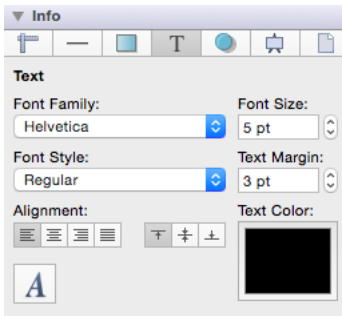 Info
T
Text
Font Family: Font Size:
Helvetica 5 pt
Font Style: Text Margin:
Regular 3 pt
Alignment: Text Color:
A